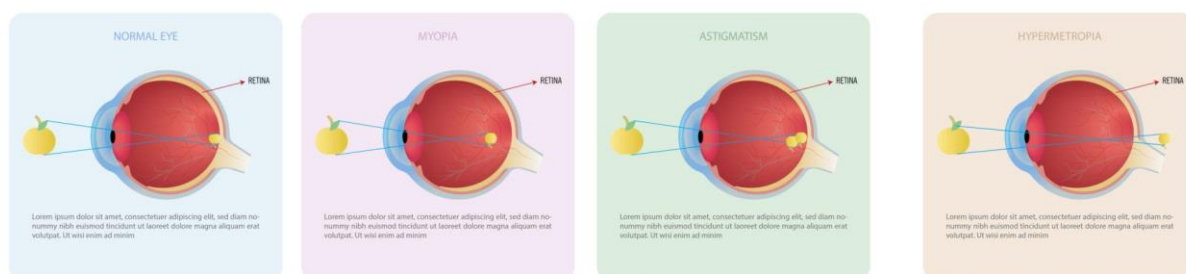 NORMAL EYE
RETINA
Lorem ipsum dolor sit amet, consectetuer adipiscing elit, sed diam no-
nummy nibh euismod tincidunt ut laoreet dolore magna aliquam erat
volutpat. Ut wisi enim ad minim
MYOPIA
RETINA
Lorem ipsum dolor sit amet, consectetuer adipiscing elit, sed diam no-
nummy nibh euismod tincidunt ut laoreet dolore magna aliquam erat
volutpat. Ut wisi enim ad minim
ASTIGMATISM
RETINA
Lorem ipsum dolor sit amet, consectetuer adipiscing elit, sed diam no-
nummy nibh euismod tincidunt ut laoreet dolore magna aliquam erat
volutpat. Ut wisi enim ad minim
HYPERMETROPIA
RETINA
Lorem ipsum dolor sit amet, consectetuer adipiscing elit, sed diam no-
nummy nibh euismod tincidunt ut laoreet dolore magna aliquam erat
volutpat. Ut wisi enim ad minim